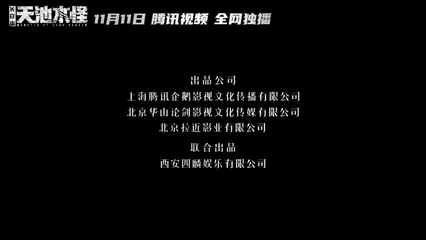 天池水怪
11月11日 腾讯视频 全网独播
出品公司
上海腾讯企鹅影视文化传播有限公司
北京华山论剑影视文化传媒有限公司
北京拉近影业有限公司
联合出品
西安四麟娱乐有限公司